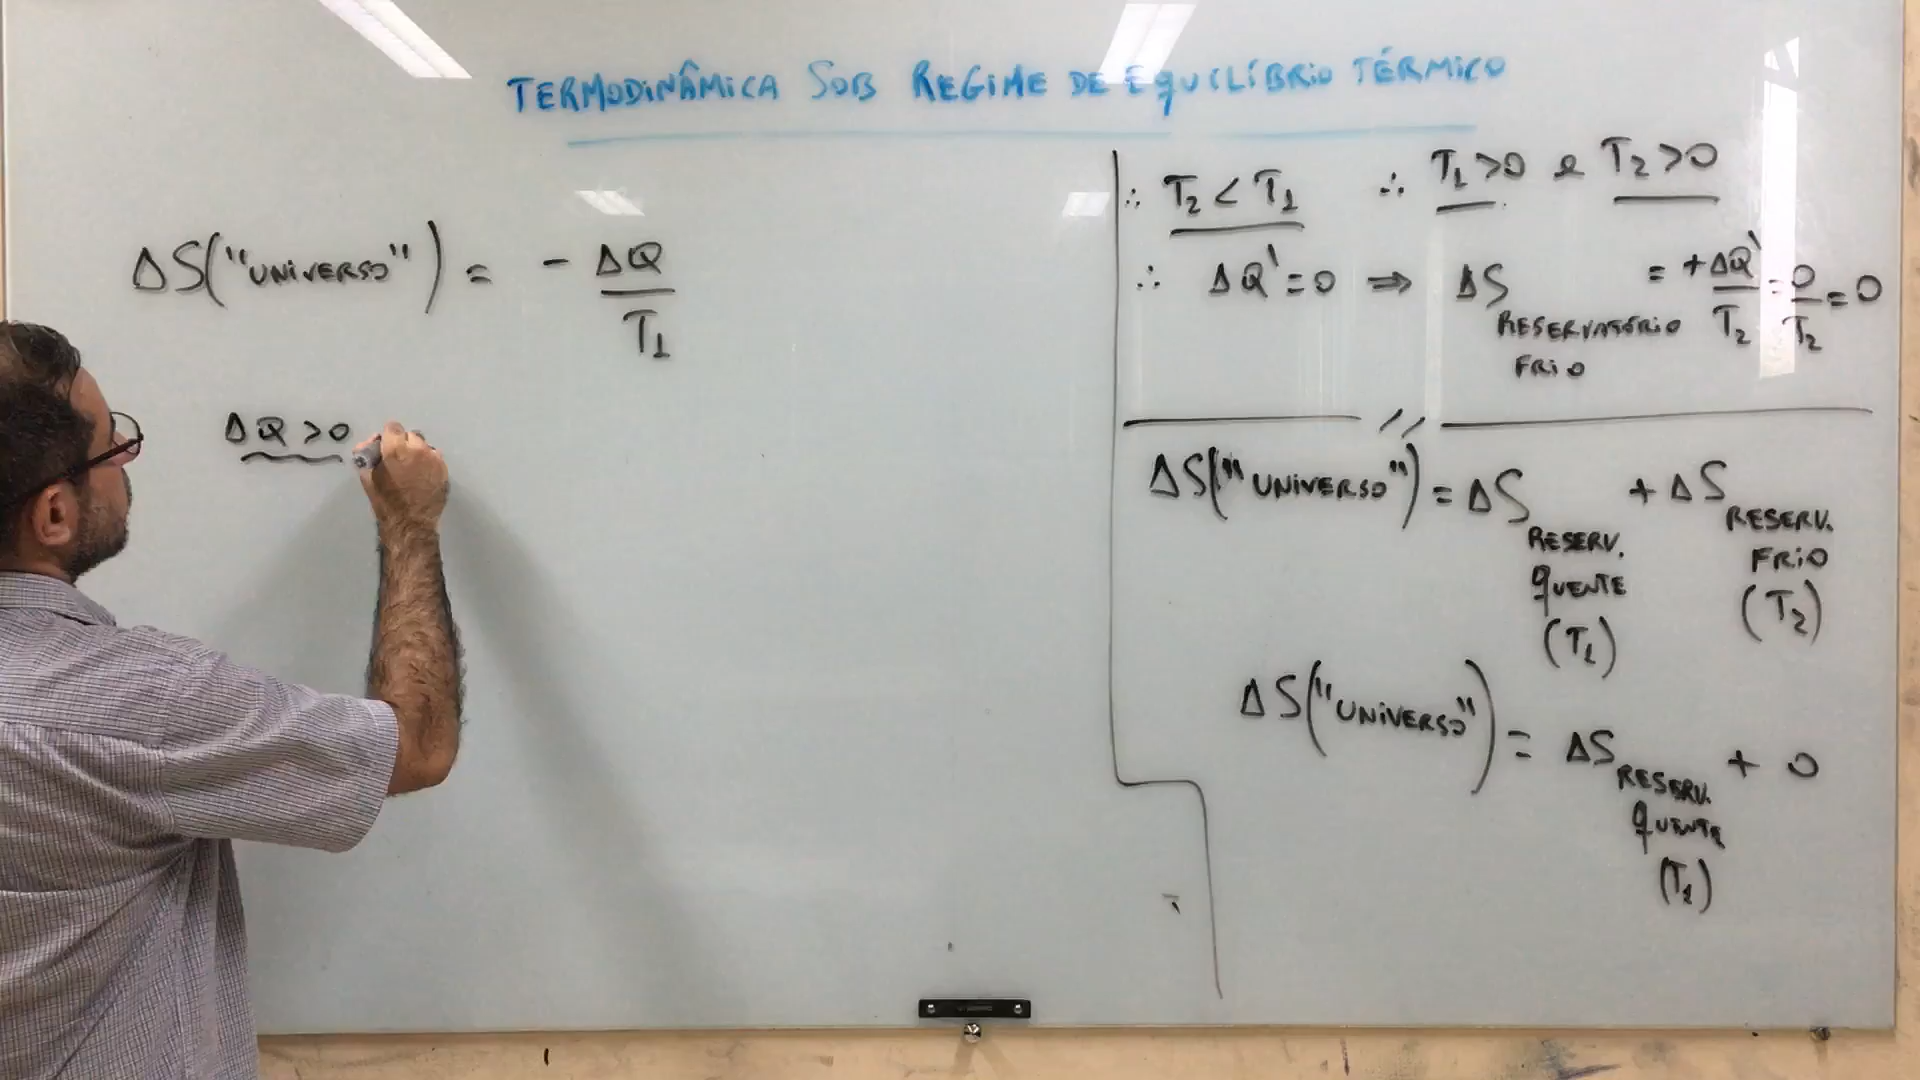 TERMODINÂMICA SOB REGIME DE EQUILÍBRIO TÉRMICO
ΔS("UNIVERSO") = - ΔQ/T1
ΔQ > 0
∴ T2 < T1 ∴ T1 > 0 e T2 > 0
∴ ΔQ' = 0 ⇒ ΔS RESERVATÓRIO FRIO = +ΔQ'/T2 = 0/T2 = 0
ΔS("UNIVERSO") = ΔS RESERV. QUENTE (T1) + ΔS RESERV. FRIO (T2)
ΔS("UNIVERSO") = ΔS RESERV. QUENTE (T1) + 0